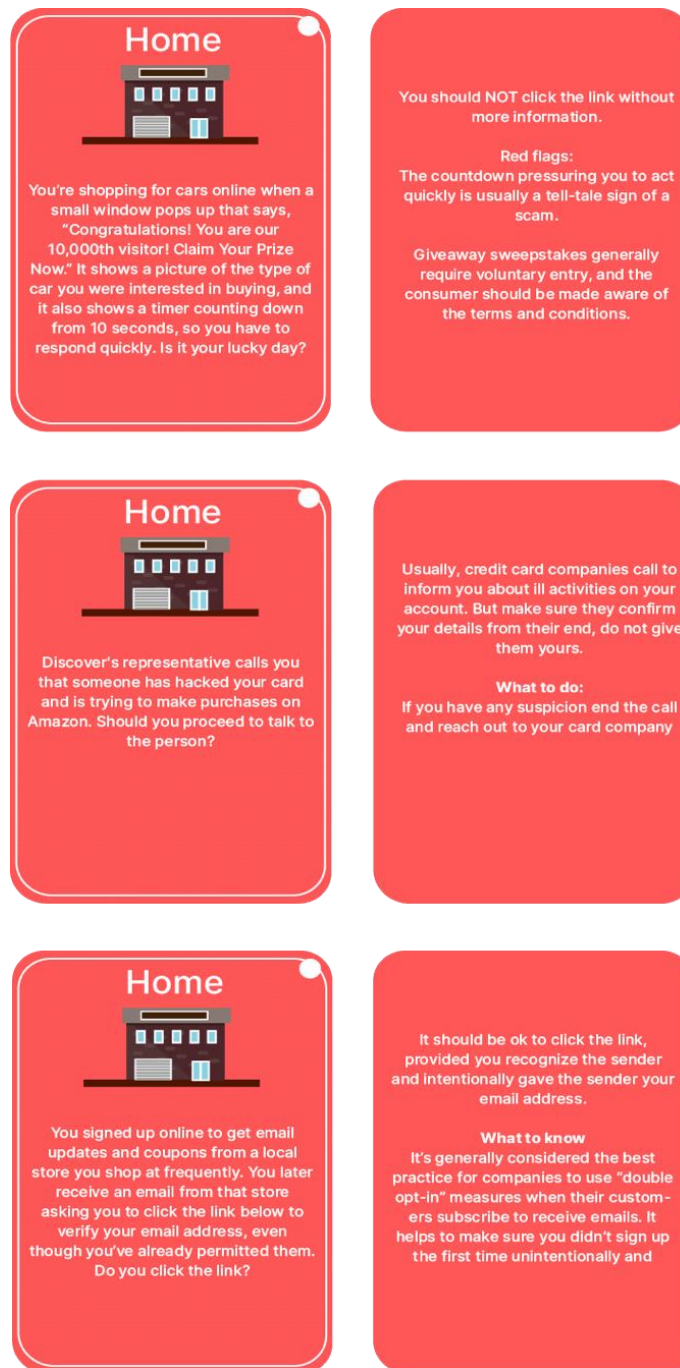 Home
You're shopping for cars online when a
small window pops up that says,
“Congratulations! You are our
10,000th visitor! Claim Your Prize
Now.” It shows a picture of the type of
car you were interested in buying, and
it also shows a timer counting down
from 10 seconds, so you have to
respond quickly. Is it your lucky day?
You should NOT click the link without
more information.
Red flags:
The countdown pressuring you to act
quickly is usually a tell-tale sign of a
scam.
Giveaway sweepstakes generally
require voluntary entry, and the
consumer should be made aware of
the terms and conditions.
Home
Discover's representative calls you
that someone has hacked your card
and is trying to make purchases on
Amazon. Should you proceed to talk to
the person?
Usually, credit card companies call to
inform you about ill activities on your
account. But make sure they confirm
your details from their end, do not give
them yours.
What to do:
If you have any suspicion end the call
and reach out to your card company
Home
You signed up online to get email
updates and coupons from a local
store you shop at frequently. You later
receive an email from that store
asking you to click the link below to
verify your email address, even
though you've already permitted them.
Do you click the link?
It should be ok to click the link,
provided you recognize the sender
and intentionally gave the sender your
email address.
What to know
It's generally considered the best
practice for companies to use “double
opt-in” measures when their custom-
ers subscribe to receive emails. It
helps to make sure you didn't sign up
the first time unintentionally and